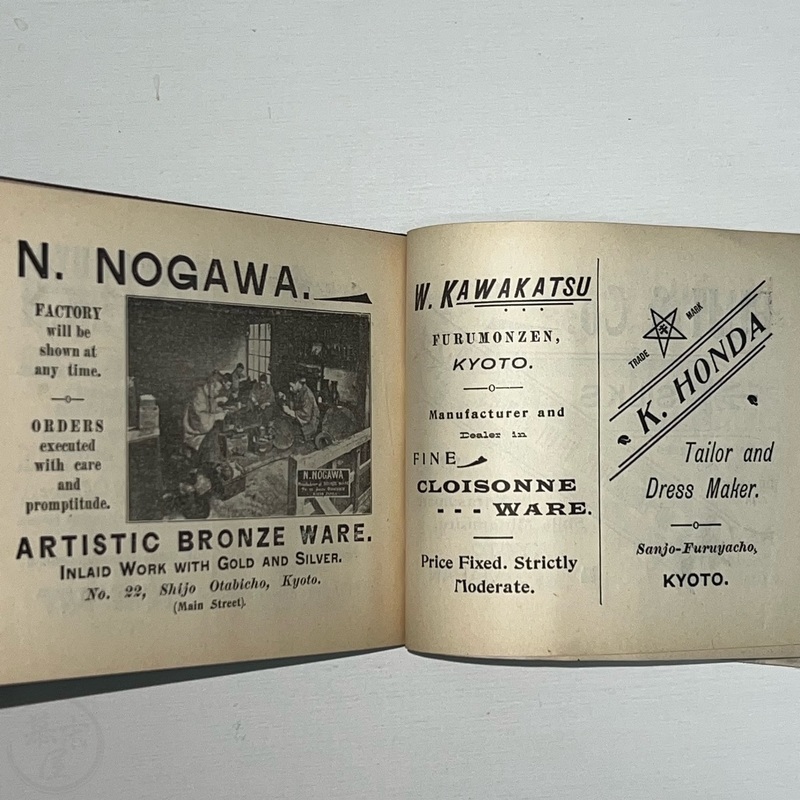 N. NOGAWA.
FACTORY
will be
shown at
any time.
ORDERS
executed
with care
and
promptitude.
N. NOGAWA
ARTISTIC BRONZE WARE.
INLAID WORK WITH GOLD AND SILVER.
No. 22, Shijo Otabicho, Kyoto.
(Main Street).
W. KAWAKATSU
FURUMONZEN,
KYOTO.
Manufacturer and
Dealer in
FINE
CLOISONNE
--- WARE.
Price Fixed. Strictly
Moderate.
TRADE MARK
K. HONDA
Tailor and
Dress Maker.
Sanjo-Furuyacho,
KYOTO.